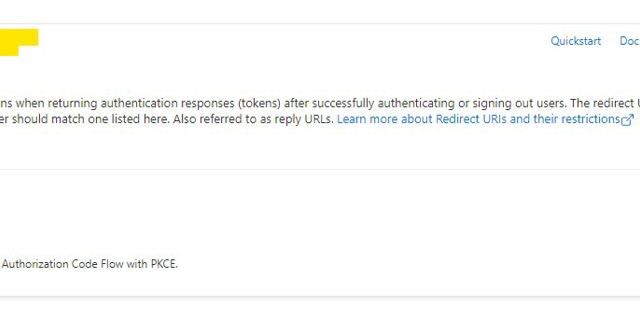 Quickstart Doc
ns when returning authentication responses (tokens) after successfully authenticating or signing out users. The redirect U
er should match one listed here. Also referred to as reply URLs. Learn more about Redirect URIs and their restrictions
Authorization Code Flow with PKCE.